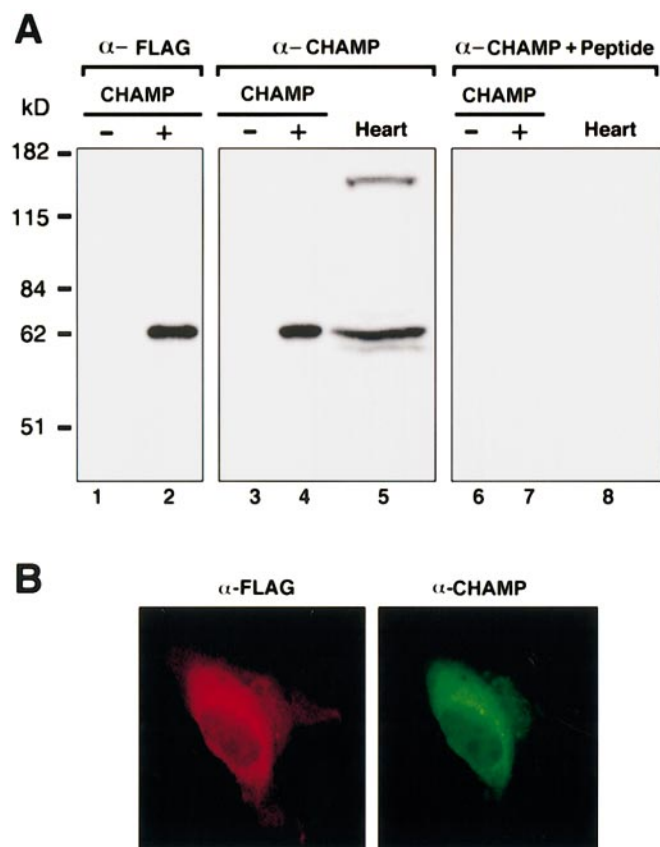 A
α– FLAG α– CHAMP α–CHAMP + Peptide
CHAMP CHAMP CHAMP
kD – + – + Heart – + Heart
182
115
84
62
51
1 2 3 4 5 6 7 8
B
α-FLAG α-CHAMP